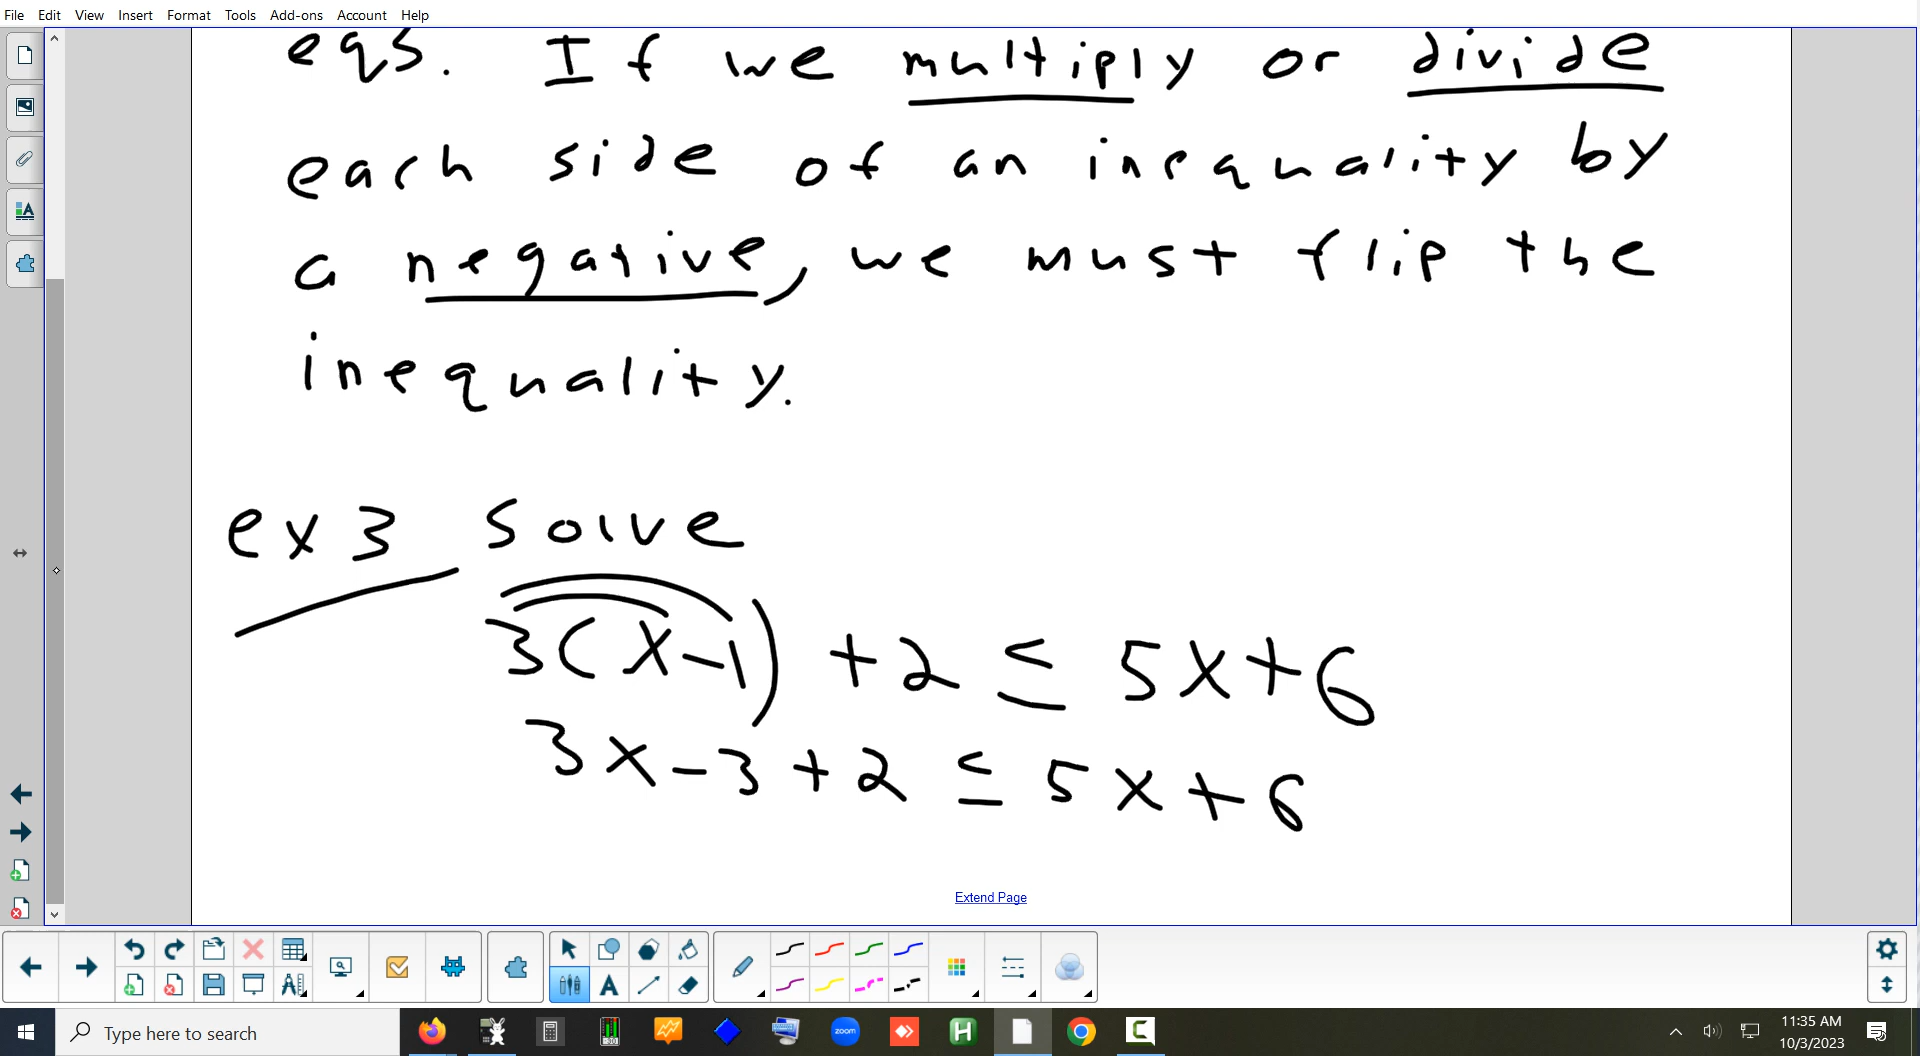 File Edit View Insert Format Tools Add-ons Account Help
eqs. If we multiply or divide
each side of an inequality by
a negative, we must flip the
inequality.
ex 3 solve
3(x-1) +2 ≤ 5x+6
3x-3+2 ≤ 5x+6
Extend Page
Type here to search
zoom
11:35 AM
10/3/2023